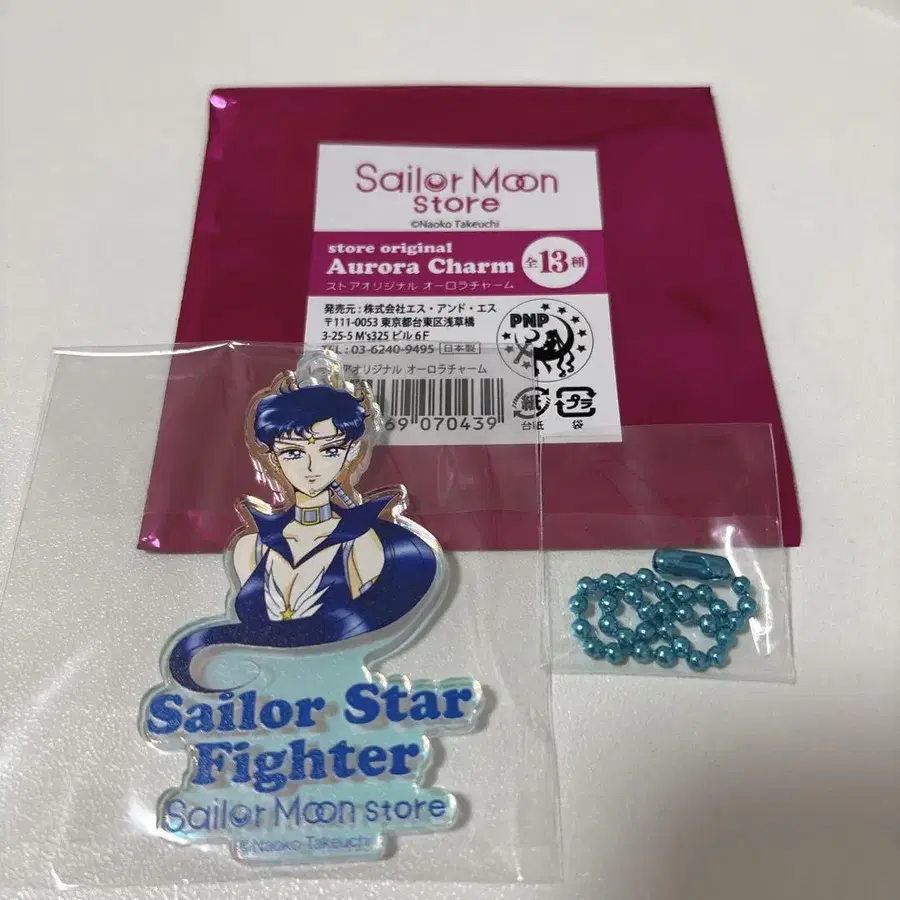 Sailor Moon
store
©Naoko Takeuchi
store original
Aurora Charm
全13種
ストアオリジナル オーロラチャーム
発売元:株式会社エス・アンド・エス
〒111-0053 東京都台東区浅草橋
3-25-5 M's325 ビル 6F
TEL : 03-6240-9495 日本製
アオリジナル オーロラチャーム
69 070439
PNP
紙
台紙
プラ
袋
Sailor Star
Fighter
Sailor Moon store
©Naoko Takeuchi